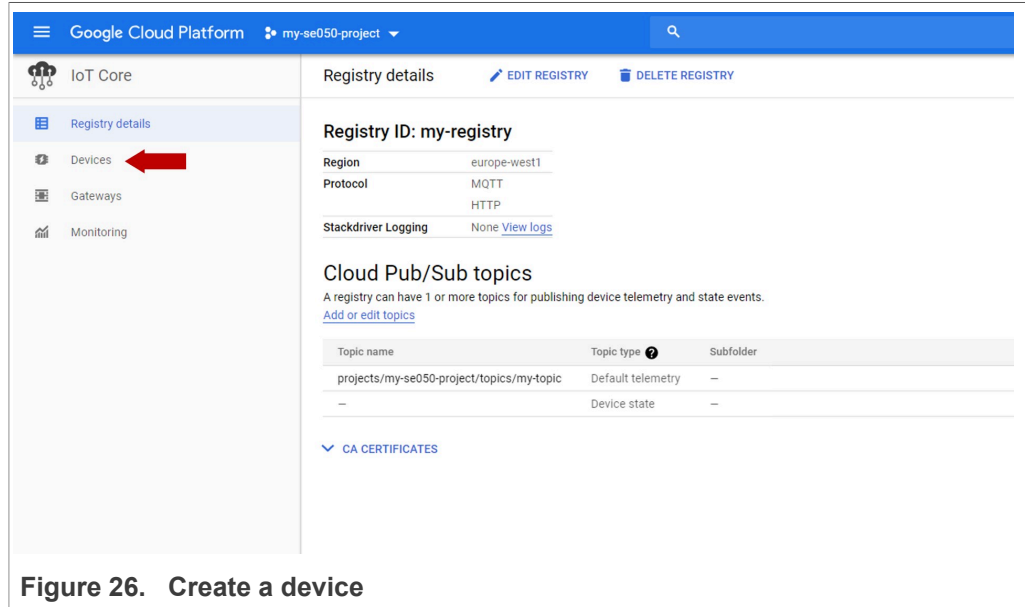 Google Cloud Platform my-se050-project
IoT Core
Registry details EDIT REGISTRY DELETE REGISTRY
Registry details
Devices
Gateways
Monitoring
Registry ID: my-registry
Region europe-west1
Protocol MQTT
HTTP
Stackdriver Logging None View logs
Cloud Pub/Sub topics
A registry can have 1 or more topics for publishing device telemetry and state events.
Add or edit topics
Topic name Topic type ? Subfolder
projects/my-se050-project/topics/my-topic Default telemetry —
— Device state —
CA CERTIFICATES
Figure 26. Create a device